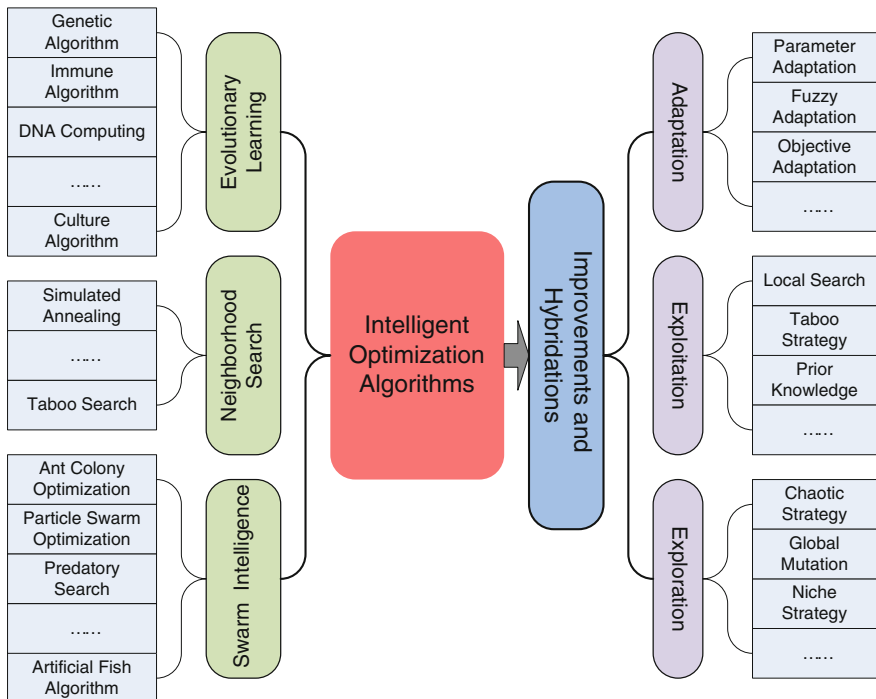 Genetic
Algorithm
Immune
Algorithm
DNA Computing
......
Culture
Algorithm
Evolutionary
Learning
Simulated
Annealing
......
Taboo Search
Neighborhood
Search
Ant Colony
Optimization
Particle Swarm
Optimization
Predatory
Search
......
Artificial Fish
Algorithm
Swarm Intelligence
Intelligent
Optimization
Algorithms
Improvements and
Hybridations
Adaptation
Parameter
Adaptation
Fuzzy
Adaptation
Objective
Adaptation
......
Exploitation
Local Search
Taboo
Strategy
Prior
Knowledge
......
Exploration
Chaotic
Strategy
Global
Mutation
Niche
Strategy
......